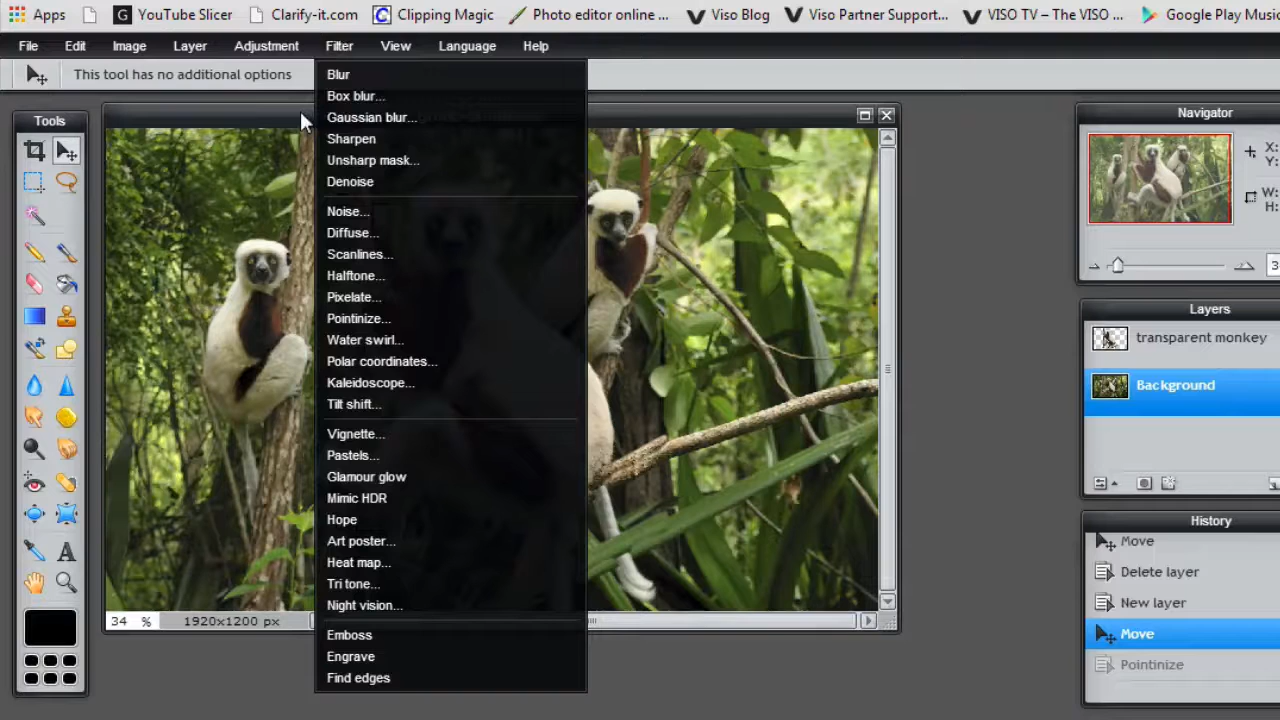 Apps YouTube Slicer Clarify-it.com Clipping Magic Photo editor online ... Viso Blog Viso Partner Support... VISO TV – The VISO ... Google Play Music
File Edit Image Layer Adjustment Filter View Language Help
This tool has no additional options
Blur
Box blur...
Gaussian blur...
Sharpen
Unsharp mask...
Denoise
Noise...
Diffuse...
Scanlines...
Halftone...
Pixelate...
Pointinize...
Water swirl...
Polar coordinates...
Kaleidoscope...
Tilt shift...
Vignette...
Pastels...
Glamour glow
Mimic HDR
Hope
Art poster...
Heat map...
Tri tone...
Night vision...
Emboss
Engrave
Find edges
Tools
A
34 % 1920x1200 px
Navigator
X:
Y:
W:
H:
3
Layers
transparent monkey
Background
History
Move
Delete layer
New layer
Move
Pointinize